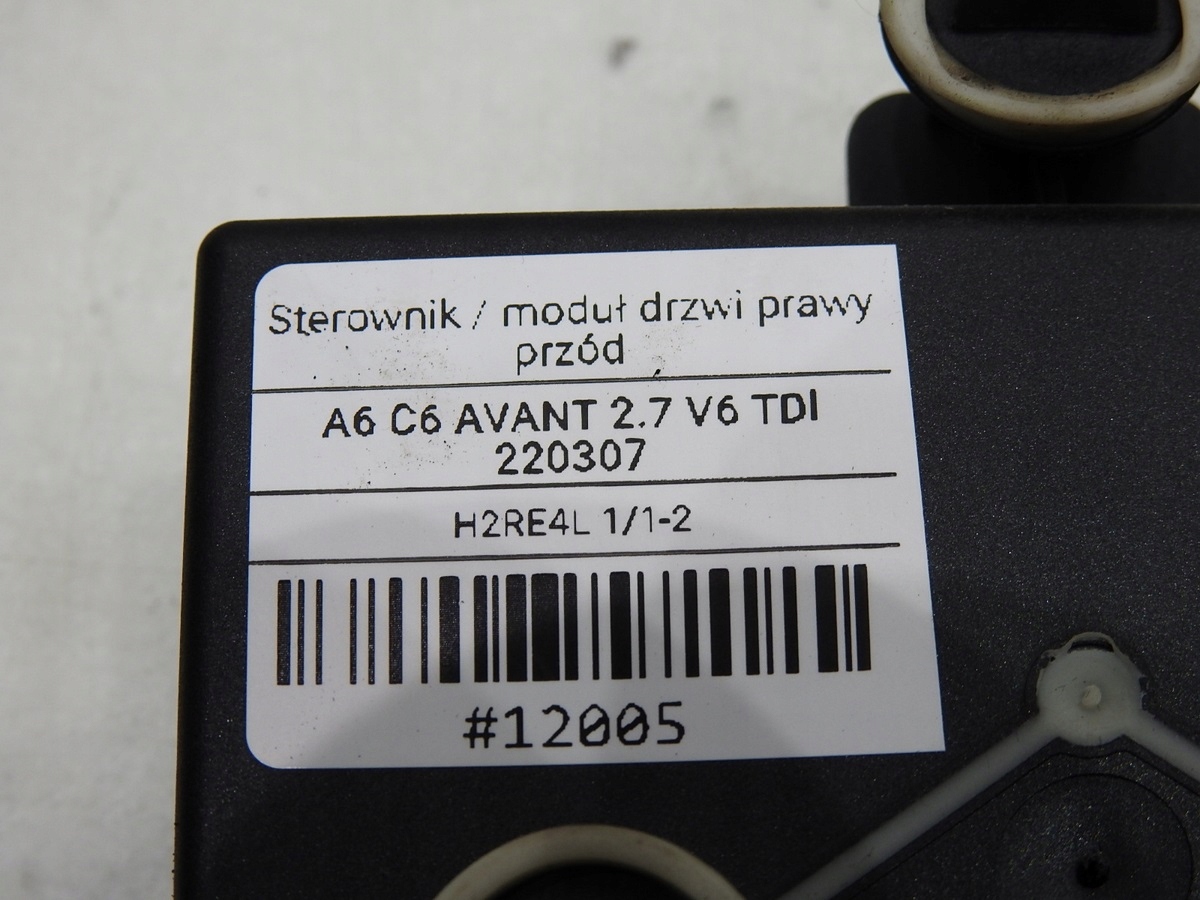 Sterownik / moduł drzwi prawy
przód
A6 C6 AVANT 2.7 V6 TDI
220307
H2RE4L 1/1-2
#12005